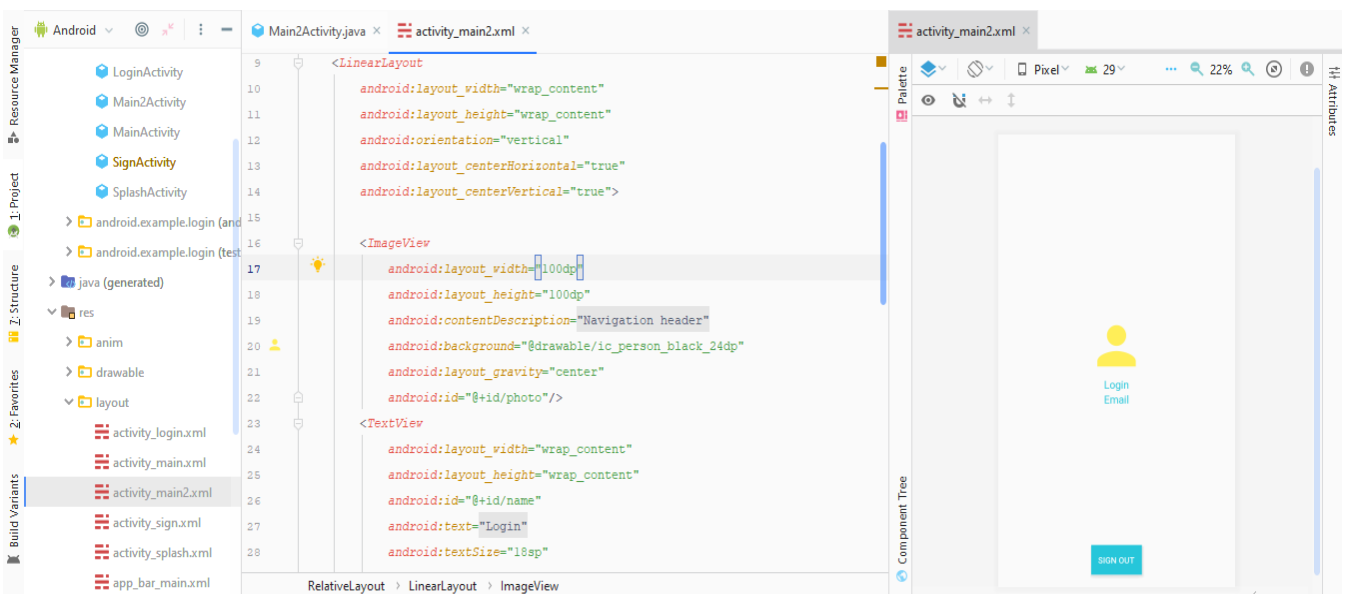 Android
Main2Activity.java
activity_main2.xml
activity_main2.xml
Resource Manager
1: Project
Z: Structure
2: Favorites
Build Variants
LoginActivity
Main2Activity
MainActivity
SignActivity
SplashActivity
android.example.login (and
android.example.login (test
java (generated)
res
anim
drawable
layout
activity_login.xml
activity_main.xml
activity_main2.xml
activity_sign.xml
activity_splash.xml
app_bar_main.xml
9 <LinearLayout
10 android:layout_width="wrap_content"
11 android:layout_height="wrap_content"
12 android:orientation="vertical"
13 android:layout_centerHorizontal="true"
14 android:layout_centerVertical="true">
15
16 <ImageView
17 android:layout_width="100dp"
18 android:layout_height="100dp"
19 android:contentDescription="Navigation header"
20 android:background="@drawable/ic_person_black_24dp"
21 android:layout_gravity="center"
22 android:id="@+id/photo"/>
23 <TextView
24 android:layout_width="wrap_content"
25 android:layout_height="wrap_content"
26 android:id="@+id/name"
27 android:text="Login"
28 android:textSize="18sp"
RelativeLayout > LinearLayout > ImageView
Palette
Component Tree
Pixel
29
22%
Login
Email
SIGN OUT
Attributes